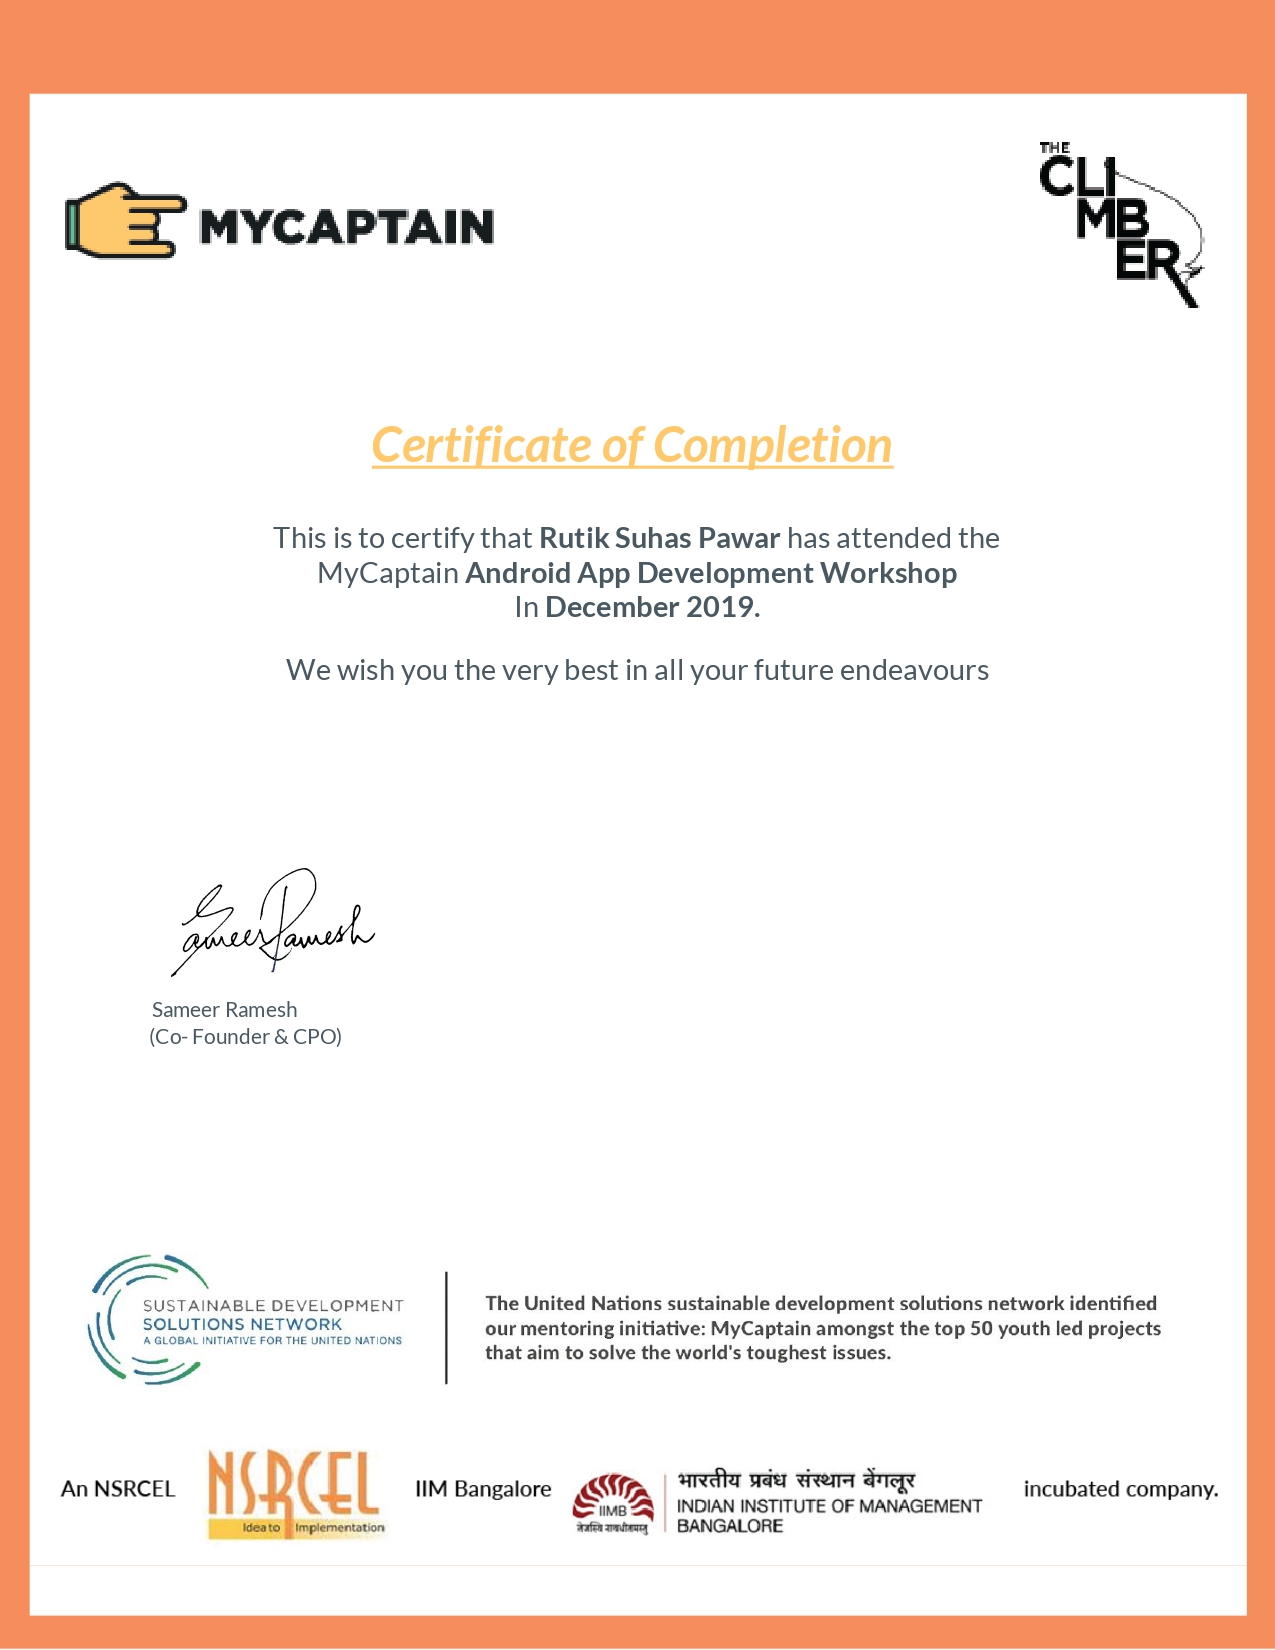 MYCAPTAIN
THE
CLI
MB
ER
Certificate of Completion
This is to certify that Rutik Suhas Pawar has attended the
MyCaptain Android App Development Workshop
In December 2019.
We wish you the very best in all your future endeavours
Sameer Ramesh
Sameer Ramesh
(Co- Founder & CPO)
SUSTAINABLE DEVELOPMENT
SOLUTIONS NETWORK
A GLOBAL INITIATIVE FOR THE UNITED NATIONS
The United Nations sustainable development solutions network identified
our mentoring initiative: MyCaptain amongst the top 50 youth led projects
that aim to solve the world's toughest issues.
An NSRCEL
NSRCEL
Idea to Implementation
IIM Bangalore
IIMB
भारतीय प्रबंध संस्थान बेंगलूर
INDIAN INSTITUTE OF MANAGEMENT
BANGALORE
incubated company.